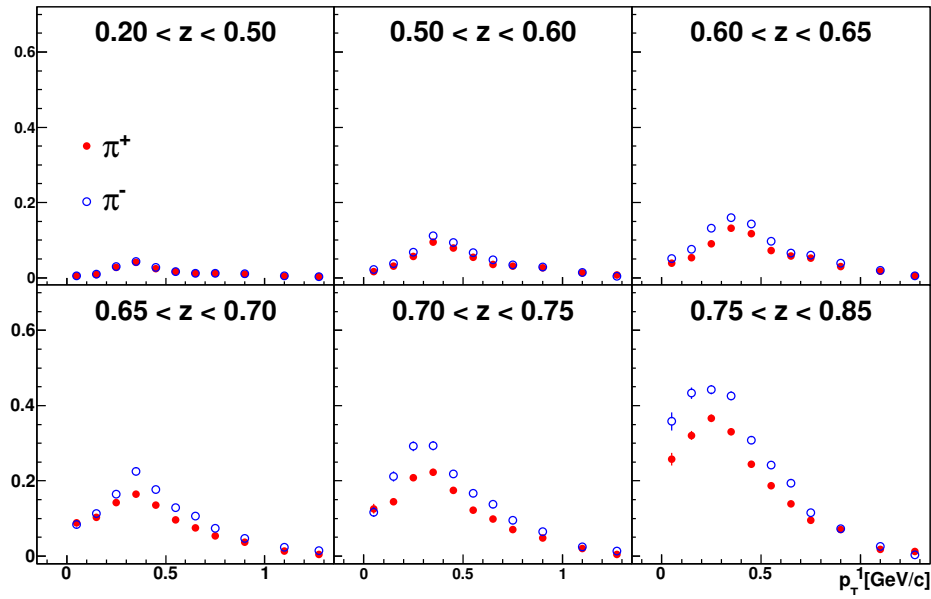 0.20 < z < 0.50
0.50 < z < 0.60
0.60 < z < 0.65
0.6
0.4
0.2
0
π+
π-
0.65 < z < 0.70
0.70 < z < 0.75
0.75 < z < 0.85
0.6
0.4
0.2
0
0 0.5 1 0 0.5 1 0 0.5 1
p_T [GeV/c]